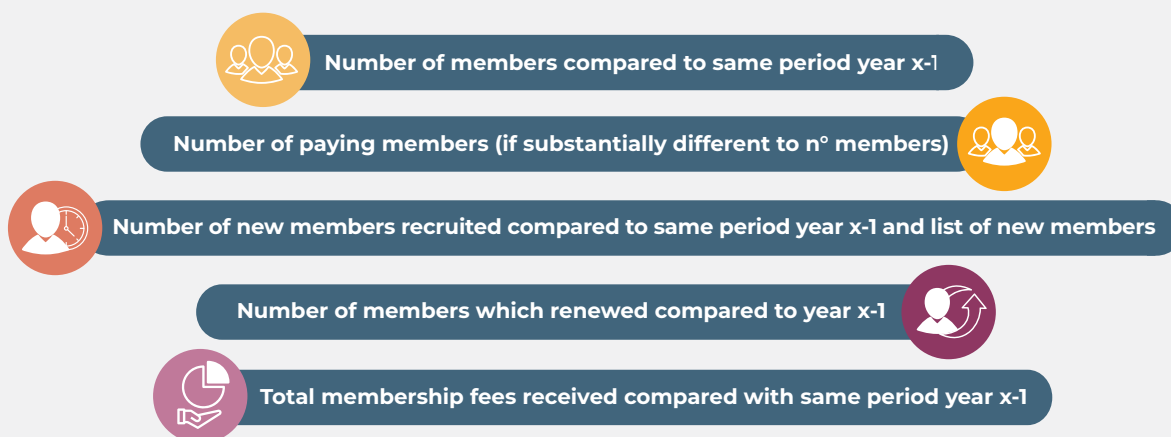 Number of members compared to same period year x-1
Number of paying members (if substantially different to n° members)
Number of new members recruited compared to same period year x-1 and list of new members
Number of members which renewed compared to year x-1
Total membership fees received compared with same period year x-1